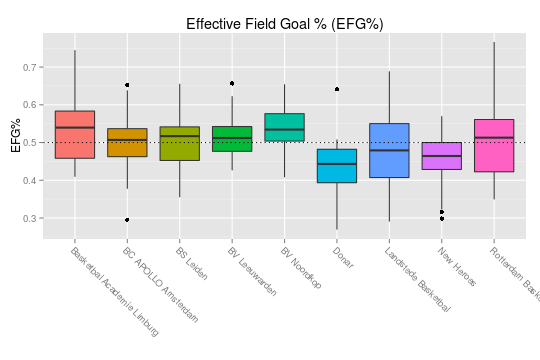 Effective Field Goal % (EFG%)
EFG%
0.7
0.6
0.5
0.4
0.3
Basketbal Academie Limburg
BC APOLLO Amsterdam
BS Leiden
BV Leeuwarden
BV Noordkop
Donar
Landstede Basketbal
New Heroes
Rotterdam